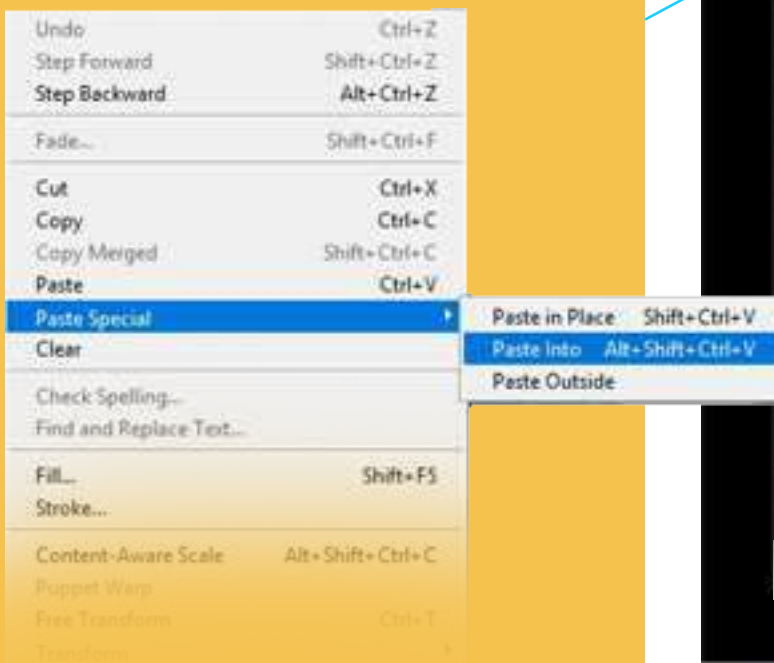 Undo Ctrl+Z
Step Forward Shift+Ctrl+Z
Step Backward Alt+Ctrl+Z
Fade... Shift+Ctrl+F
Cut Ctrl+X
Copy Ctrl+C
Copy Merged Shift+Ctrl+C
Paste Ctrl+V
Paste Special
Paste in Place Shift+Ctrl+V
Paste Into Alt+Shift+Ctrl+V
Paste Outside
Clear
Check Spelling...
Find and Replace Text...
Fill... Shift+F5
Stroke...
Content-Aware Scale Alt+Shift+Ctrl+C
Puppet Warp
Free Transform Ctrl+T
Transform